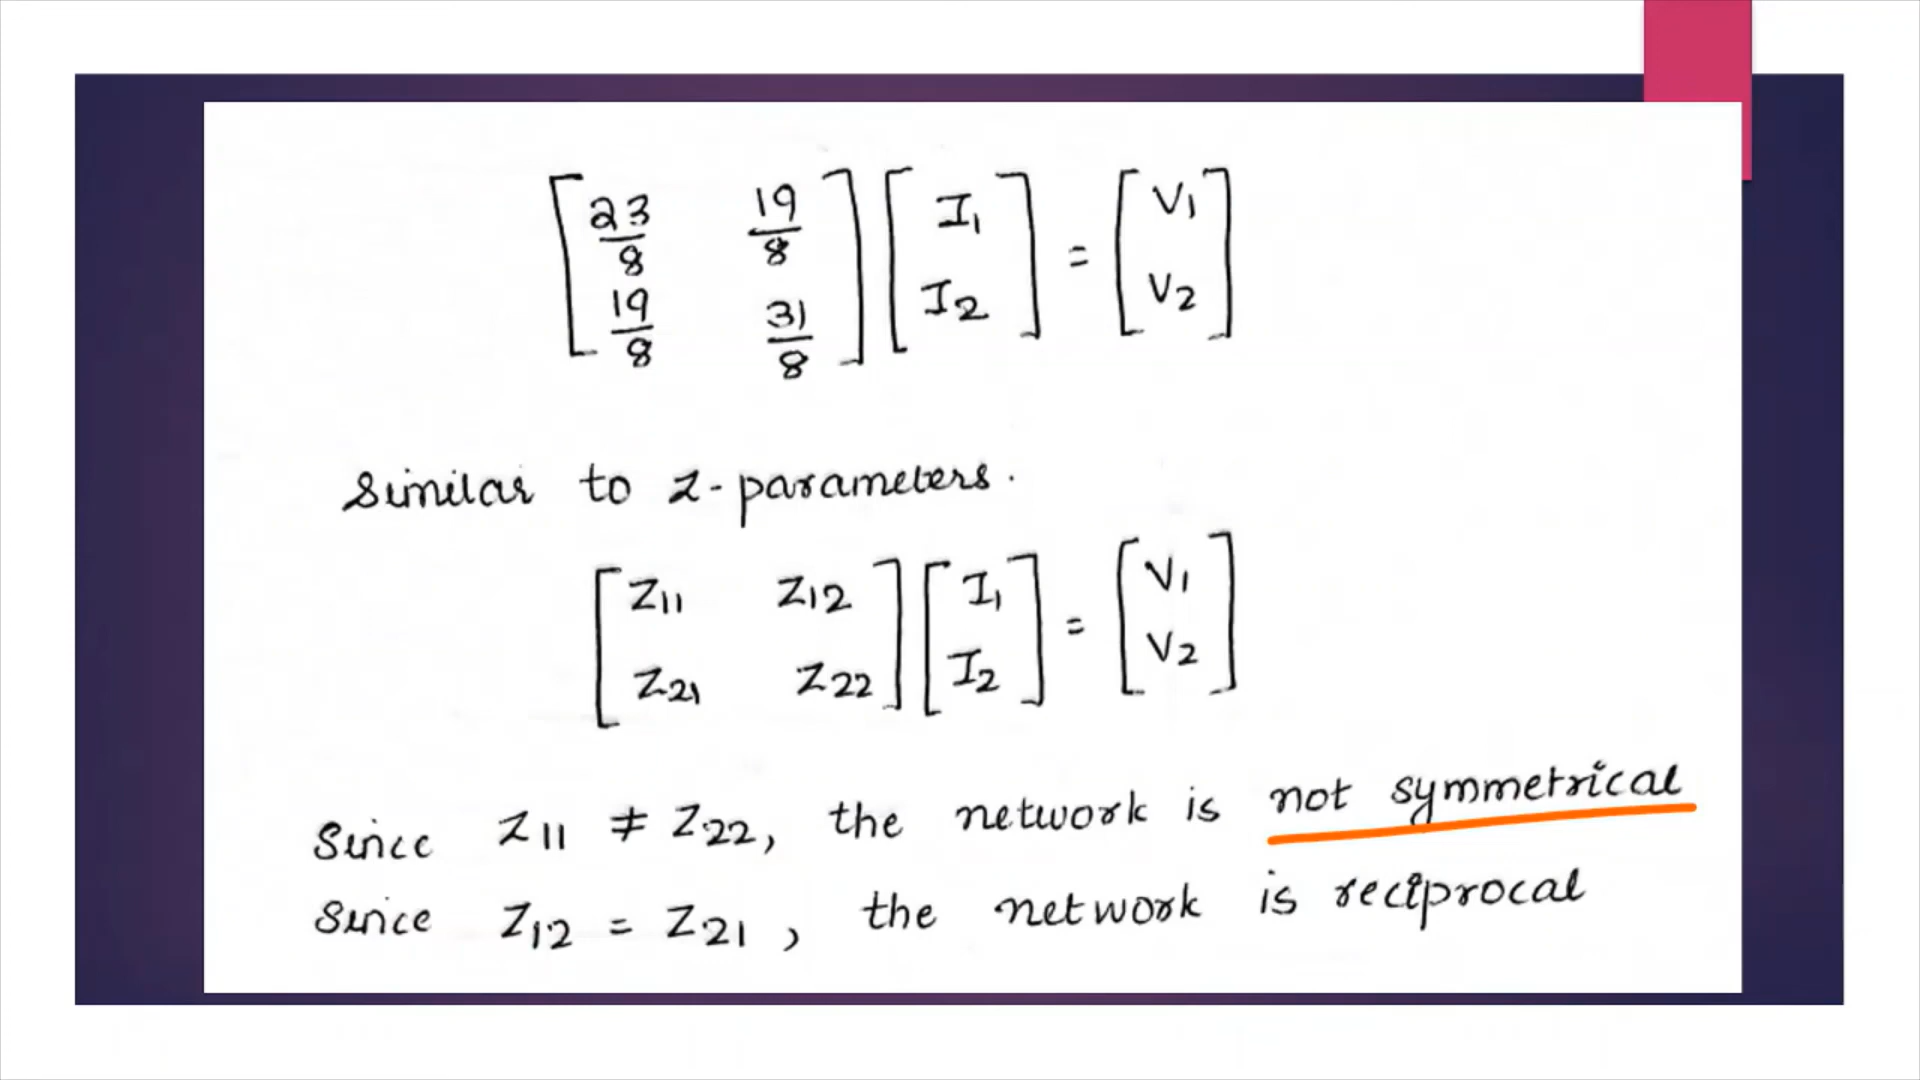 [ 23/8 19/8 ] [ I1 ] = [ V1 ]
[ 19/8 31/8 ] [ I2 ] [ V2 ]
Similar to z-parameters.
[ Z11 Z12 ] [ I1 ] = [ V1 ]
[ Z21 Z22 ] [ I2 ] [ V2 ]
Since Z11 ≠ Z22, the network is not symmetrical
Since Z12 = Z21, the network is reciprocal